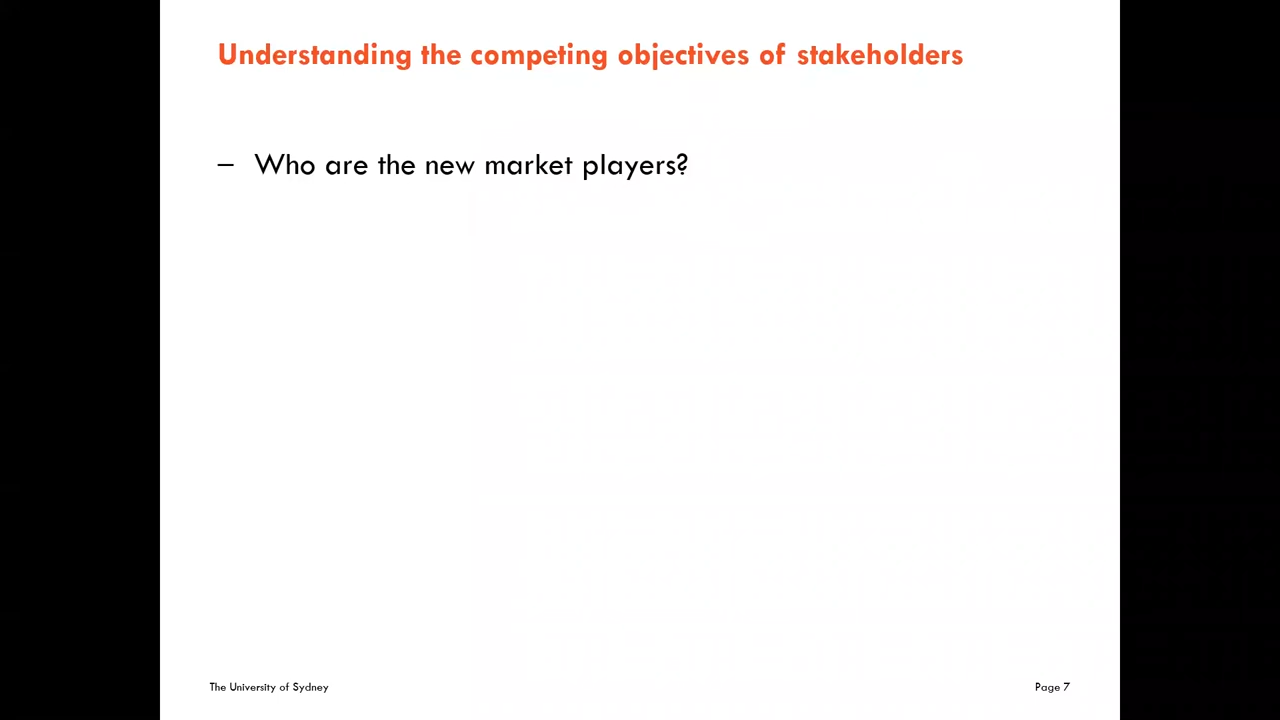 Understanding the competing objectives of stakeholders
– Who are the new market players?
The University of Sydney
Page 7